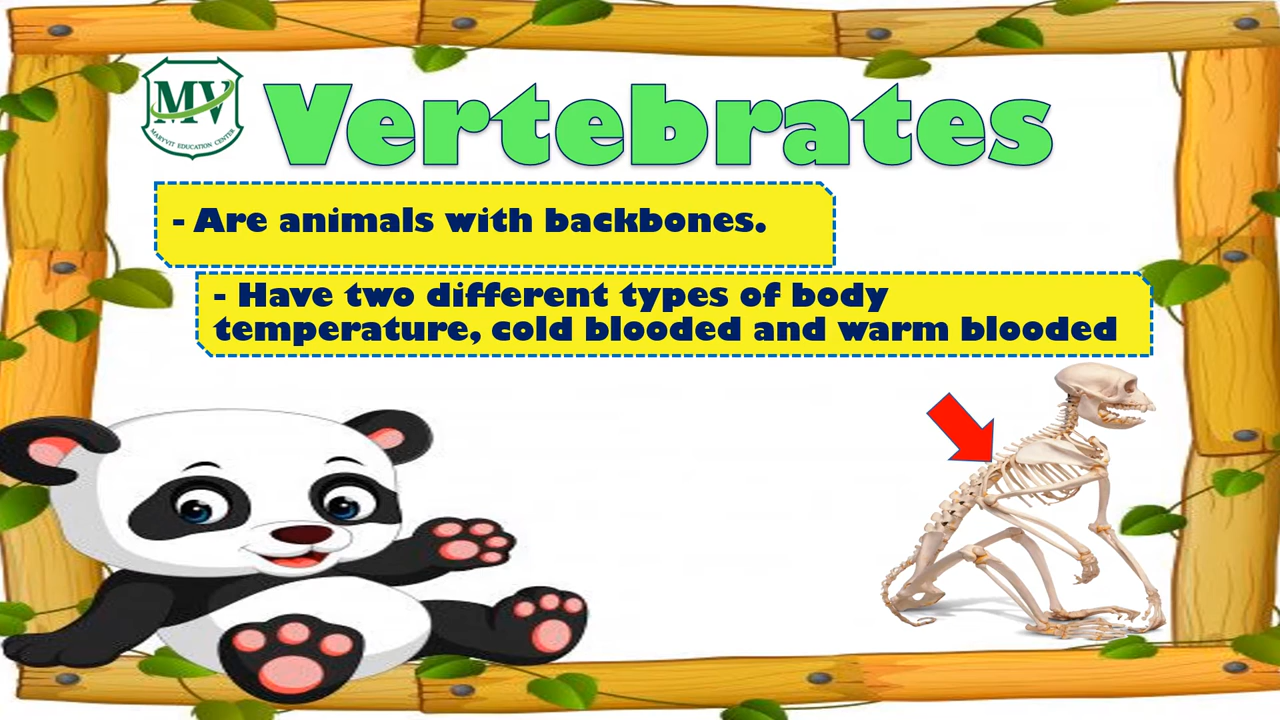 MV
MARYVIT EDUCATION CENTER
Vertebrates
- Are animals with backbones.
- Have two different types of body
temperature, cold blooded and warm blooded